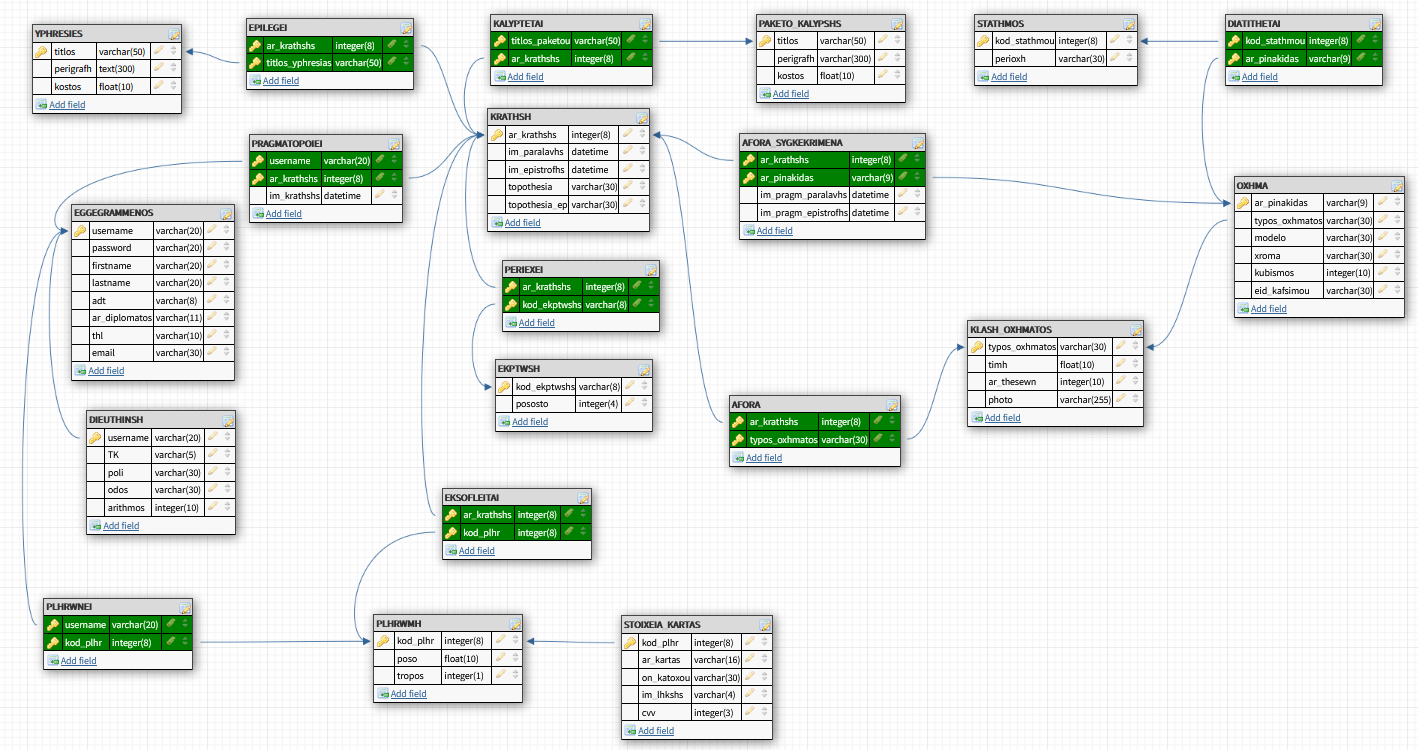 YPHRESIES
titlos varchar(50)
perigrafh text(300)
kostos float(10)
Add field
EPILEGEI
ar_krathshs integer(8)
titlos_yphresias varchar(50)
Add field
KALYPTETAI
titlos_paketou varchar(50)
ar_krathshs integer(8)
Add field
PAKETO_KALYPSHS
titlos varchar(50)
perigrafh varchar(300)
kostos float(10)
Add field
STATHMOS
kod_stathmou integer(8)
perioxh varchar(30)
Add field
DIATITHETAI
kod_stathmou integer(8)
ar_pinakidas varchar(9)
Add field
PRAGMATOPOIEI
username varchar(20)
ar_krathshs integer(8)
im_krathshs datetime
Add field
KRATHSH
ar_krathshs integer(8)
im_paralavhs datetime
im_epistrofhs datetime
topothesia varchar(30)
topothesia_ep varchar(30)
Add field
AFORA_SYGKEKRIMENA
ar_krathshs integer(8)
ar_pinakidas varchar(9)
im_pragm_paralavhs datetime
im_pragm_epistrofhs datetime
Add field
OXHMA
ar_pinakidas varchar(9)
typos_oxhmatos varchar(30)
modelo varchar(30)
xroma varchar(30)
kubismos integer(10)
eid_kafsimou varchar(30)
Add field
EGGEGRAMMENOS
username varchar(20)
password varchar(20)
firstname varchar(20)
lastname varchar(20)
adt varchar(8)
ar_diplomatos varchar(11)
thl varchar(10)
email varchar(30)
Add field
PERIEXEI
ar_krathshs integer(8)
kod_ekptwshs varchar(8)
Add field
KLASH_OXHMATOS
typos_oxhmatos varchar(30)
timh float(10)
ar_thesewn integer(10)
photo varchar(255)
Add field
EKPTWSH
kod_ekptwshs varchar(8)
pososto integer(4)
Add field
AFORA
ar_krathshs integer(8)
typos_oxhmatos varchar(30)
Add field
DIEUTHINSH
username varchar(20)
TK varchar(5)
poli varchar(30)
odos varchar(30)
arithmos integer(10)
Add field
EKSOFLEITAI
ar_krathshs integer(8)
kod_plhr integer(8)
Add field
PLHRWNEI
username varchar(20)
kod_plhr integer(8)
Add field
PLHRWMH
kod_plhr integer(8)
poso float(10)
tropos integer(1)
Add field
STOIXEIA_KARTAS
kod_plhr integer(8)
ar_kartas varchar(16)
on_katoxou varchar(30)
im_lhkshs varchar(4)
cvv integer(3)
Add field